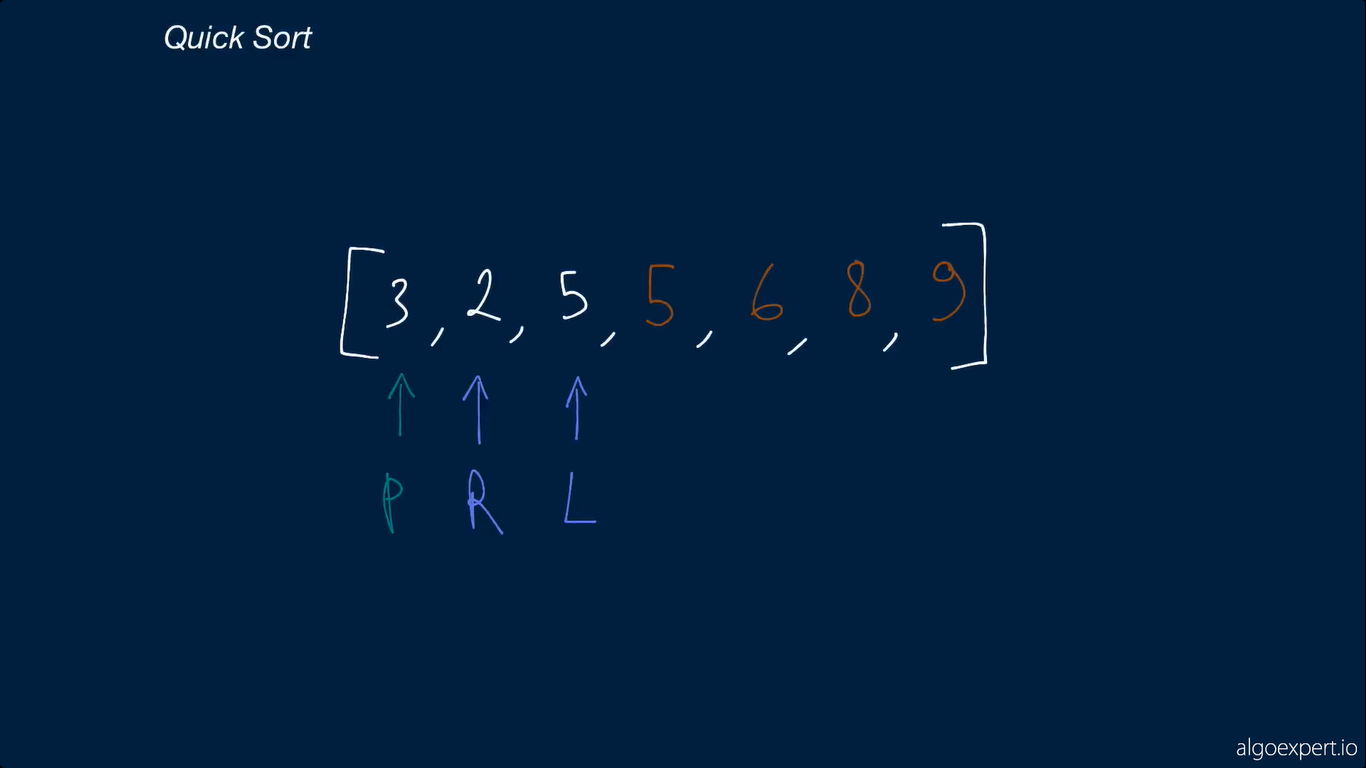 Quick Sort
[3, 2, 5, 5, 6, 8, 9]
P R L
algoexpert.io